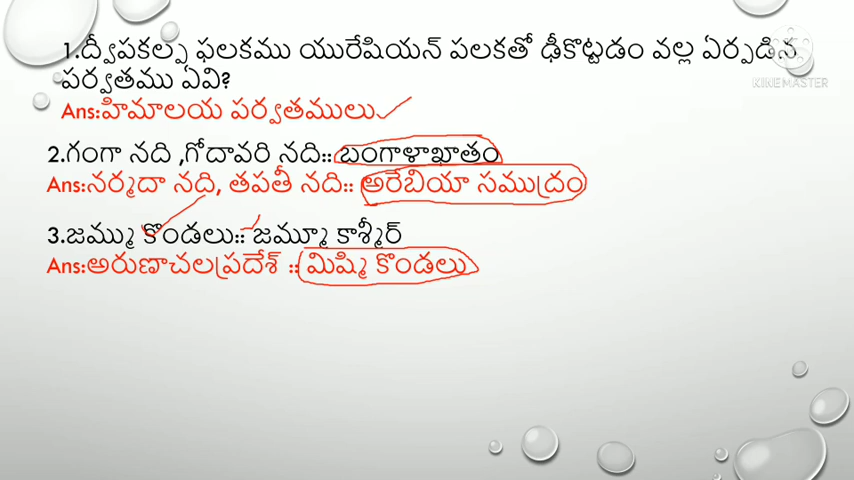 1.ద్వీపకల్ప ఫలకము యురేషియన్ పలకతో ఢీకొట్టడం వల్ల ఏర్పడిన
పర్వతము ఏవి?
KINEMASTER
Ans:హిమాలయ పర్వతములు
2.గంగా నది ,గోదావరి నది:: బంగాళాఖాతం
Ans:నర్మదా నది, తపతీ నది:: అరేబియా సముద్రం
3.జమ్ము కొండలు:: జమ్మూ కాశ్మీర్
Ans:అరుణాచలప్రదేశ్ :: మిష్మి కొండలు